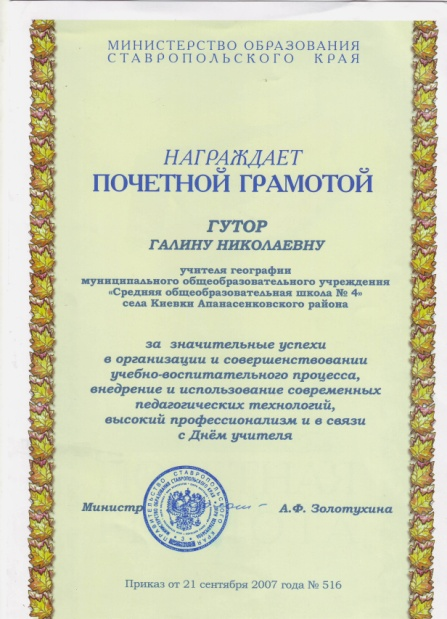 МИНИСТЕРСТВО ОБРАЗОВАНИЯ
СТАВРОПОЛЬСКОГО КРАЯ
НАГРАЖДАЕТ
ПОЧЕТНОЙ ГРАМОТОЙ
ГУТОР
ГАЛИНУ НИКОЛАЕВНУ
учителя географии
муниципального общеобразовательного учреждения
«Средняя общеобразовательная школа № 4»
села Киевки Апанасенковского района
за значительные успехи
в организации и совершенствовании
учебно-воспитательного процесса,
внедрение и использование современных
педагогических технологий,
высокий профессионализм и в связи
с Днём учителя
Министр А.Ф. Золотухина
Приказ от 21 сентября 2007 года № 516